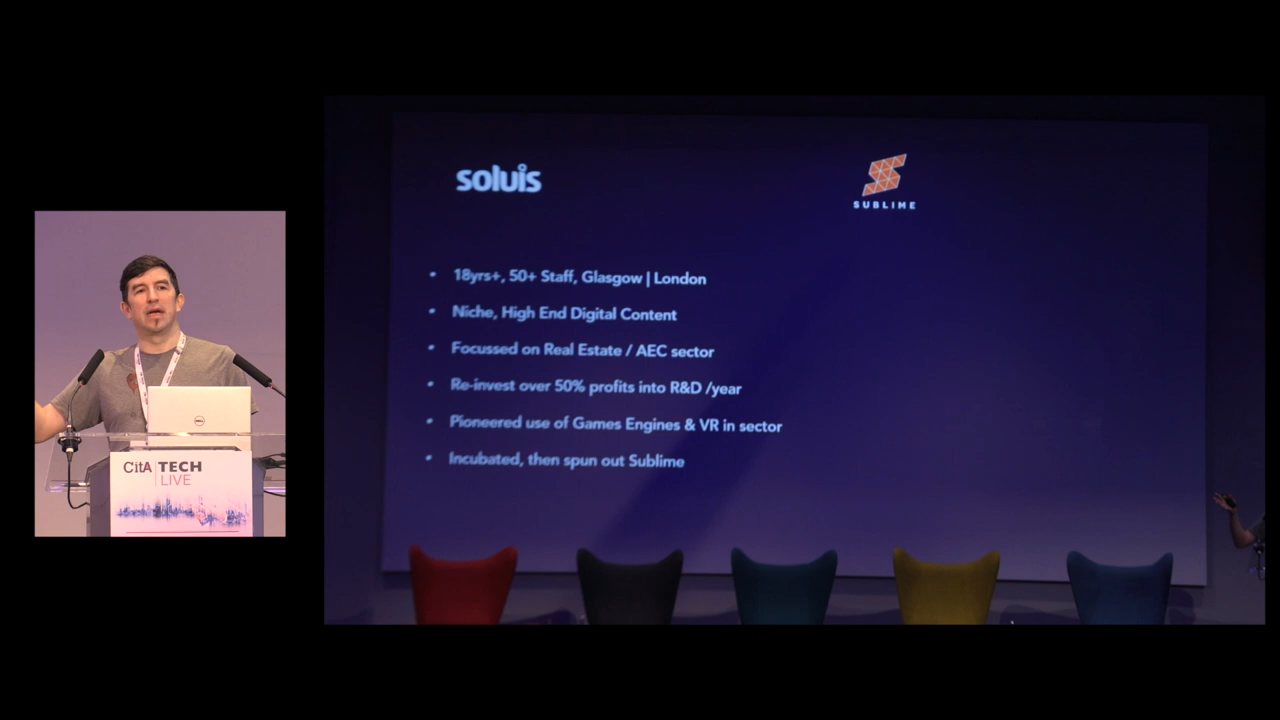 soluis
SUBLIME
• 18yrs+, 50+ Staff, Glasgow | London
• Niche, High End Digital Content
• Focussed on Real Estate / AEC sector
• Re-invest over 50% profits into R&D /year
• Pioneered use of Games Engines & VR in sector
• Incubated, then spun out Sublime
DELL
CitA TECH
LIVE